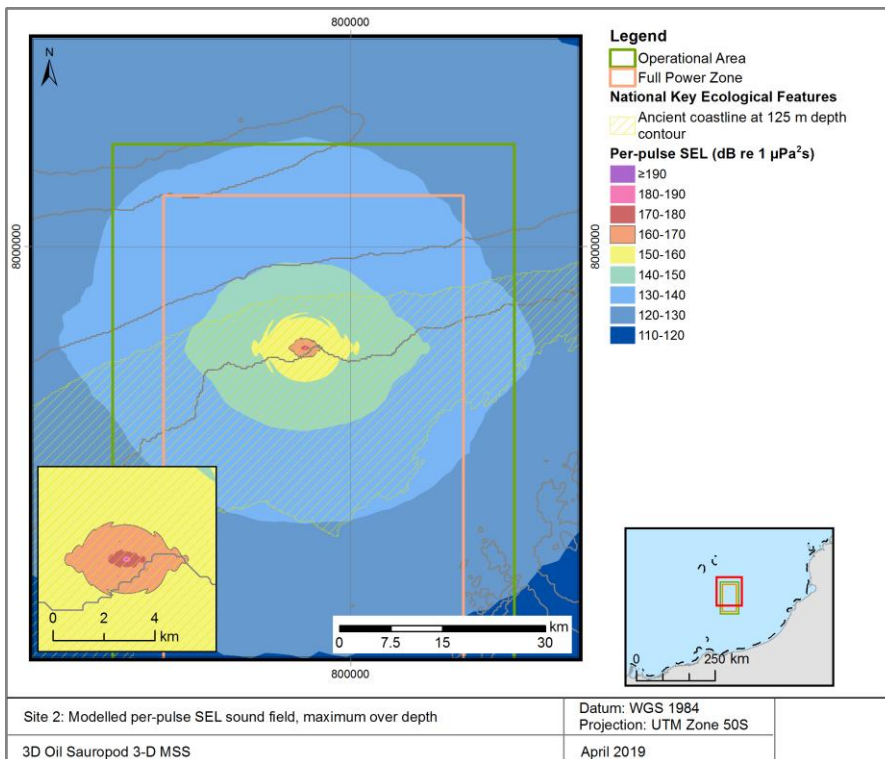 800000
Legend
Operational Area
Full Power Zone
National Key Ecological Features
Ancient coastline at 125 m depth
contour
Per-pulse SEL (dB re 1 µPa²s)
≥190
180-190
170-180
160-170
150-160
140-150
130-140
120-130
110-120
N
8000000
8000000
0 2 4
km
km
0 7.5 15 30
800000
0 250 km
Site 2: Modelled per-pulse SEL sound field, maximum over depth
Datum: WGS 1984
Projection: UTM Zone 50S
3D Oil Sauropod 3-D MSS
April 2019